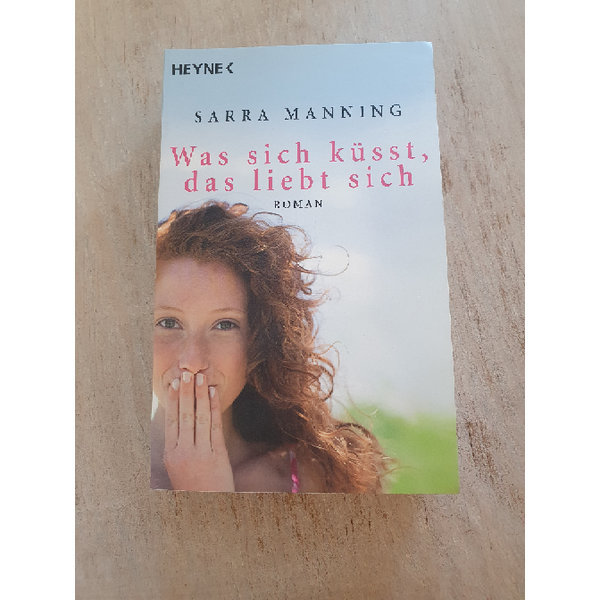 HEYNE
SARRA MANNING
Was sich küsst,
das liebt sich
ROMAN